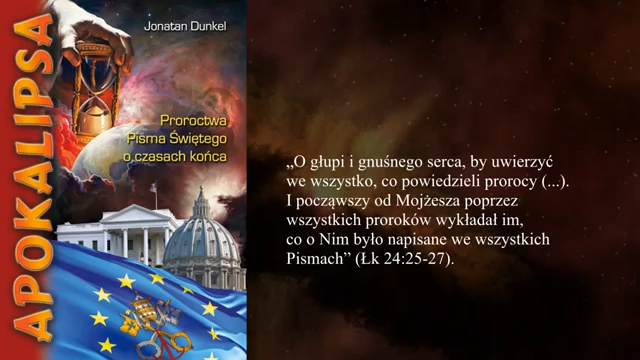 APOKALIPSA
Jonatan Dunkel
Proroctwa
Pisma Świętego
o czasach końca
„O głupi i gnuśnego serca, by uwierzyć
we wszystko, co powiedzieli prorocy (...).
I począwszy od Mojżesza poprzez
wszystkich proroków wykładał im,
co o Nim było napisane we wszystkich
Pismach” (Łk 24:25-27).